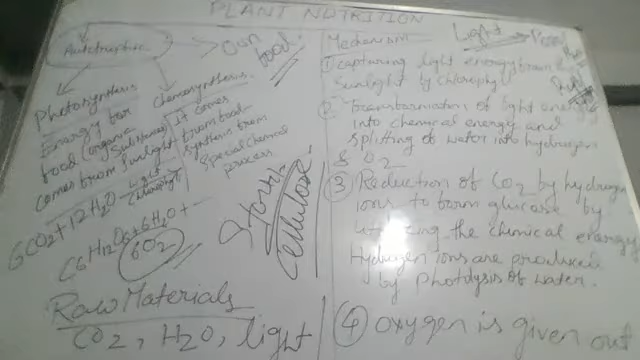 PLANT NUTRITION
Autotrophic
Own
food.
Photosynthesis
Energy for
food (organic
Substances)
comes from Sunlight
Chemosynthesis.
It comes
from food
synthesis from
Special Chemical
process
6CO2 + 12H2O Light
Chlorophyll
C6H12O6 + 6H2O +
6O2
Starch
Cellulose.
Raw Materials
CO2, H2O, light
Mechanism
Light
① Capturing light energy from
Sunlight by Chlorophyll
② Transformation of light energy
into chemical energy and
splitting of water into hydrogen
& O2
③ Reduction of CO2 by hydrogen
ions to form glucose by
utilizing the chemical energy
Hydrogen ions are produced
by photolysis of water.
④ Oxygen is given out